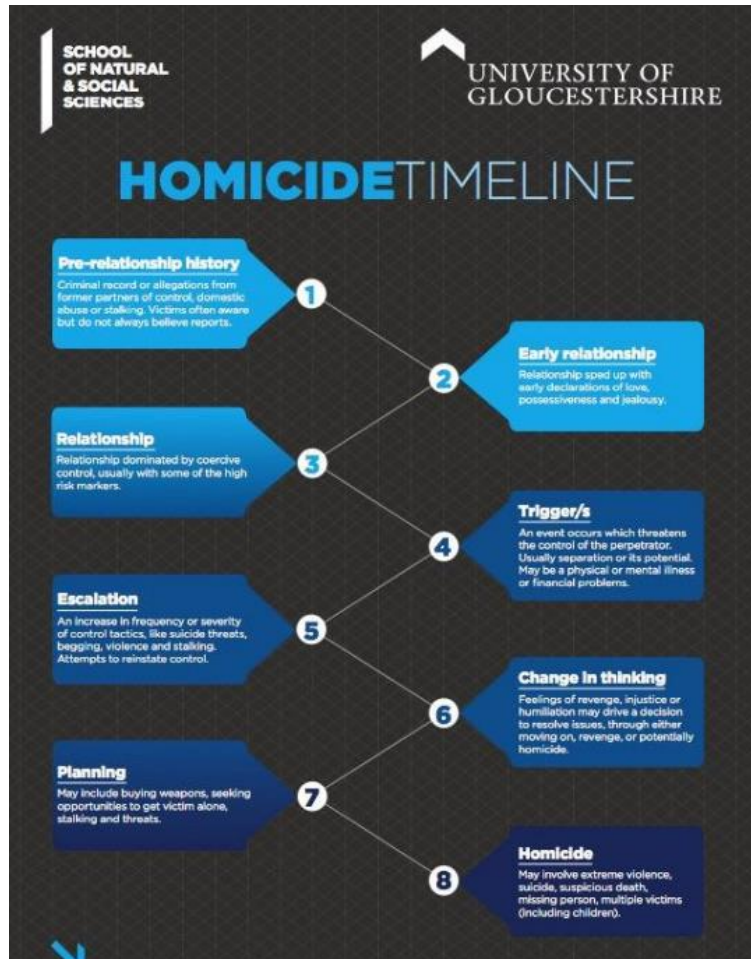 SCHOOL
OF NATURAL
& SOCIAL
SCIENCES
UNIVERSITY OF
GLOUCESTERSHIRE
HOMICIDETIMELINE
Pre-relationship history
Criminal record or allegations from
former partners of control, domestic
abuse or stalking. Victims often aware
but do not always believe reports.
1
Early relationship
Relationship sped up with
early declarations of love,
possessiveness and jealousy.
2
Relationship
Relationship dominated by coercive
control, usually with some of the high
risk markers.
3
Trigger/s
An event occurs which threatens
the control of the perpetrator.
Usually separation or its potential.
May be a physical or mental illness
or financial problems.
4
Escalation
An increase in frequency or severity
of control tactics, like suicide threats,
begging, violence and stalking.
Attempts to reinstate control.
5
Change in thinking
Feelings of revenge, injustice or
humiliation may drive a decision
to resolve issues, through either
moving on, revenge, or potentially
homicide.
6
Planning
May include buying weapons, seeking
opportunities to get victim alone,
stalking and threats.
7
Homicide
May involve extreme violence,
suicide, suspicious death,
missing person, multiple victims
(including children).
8